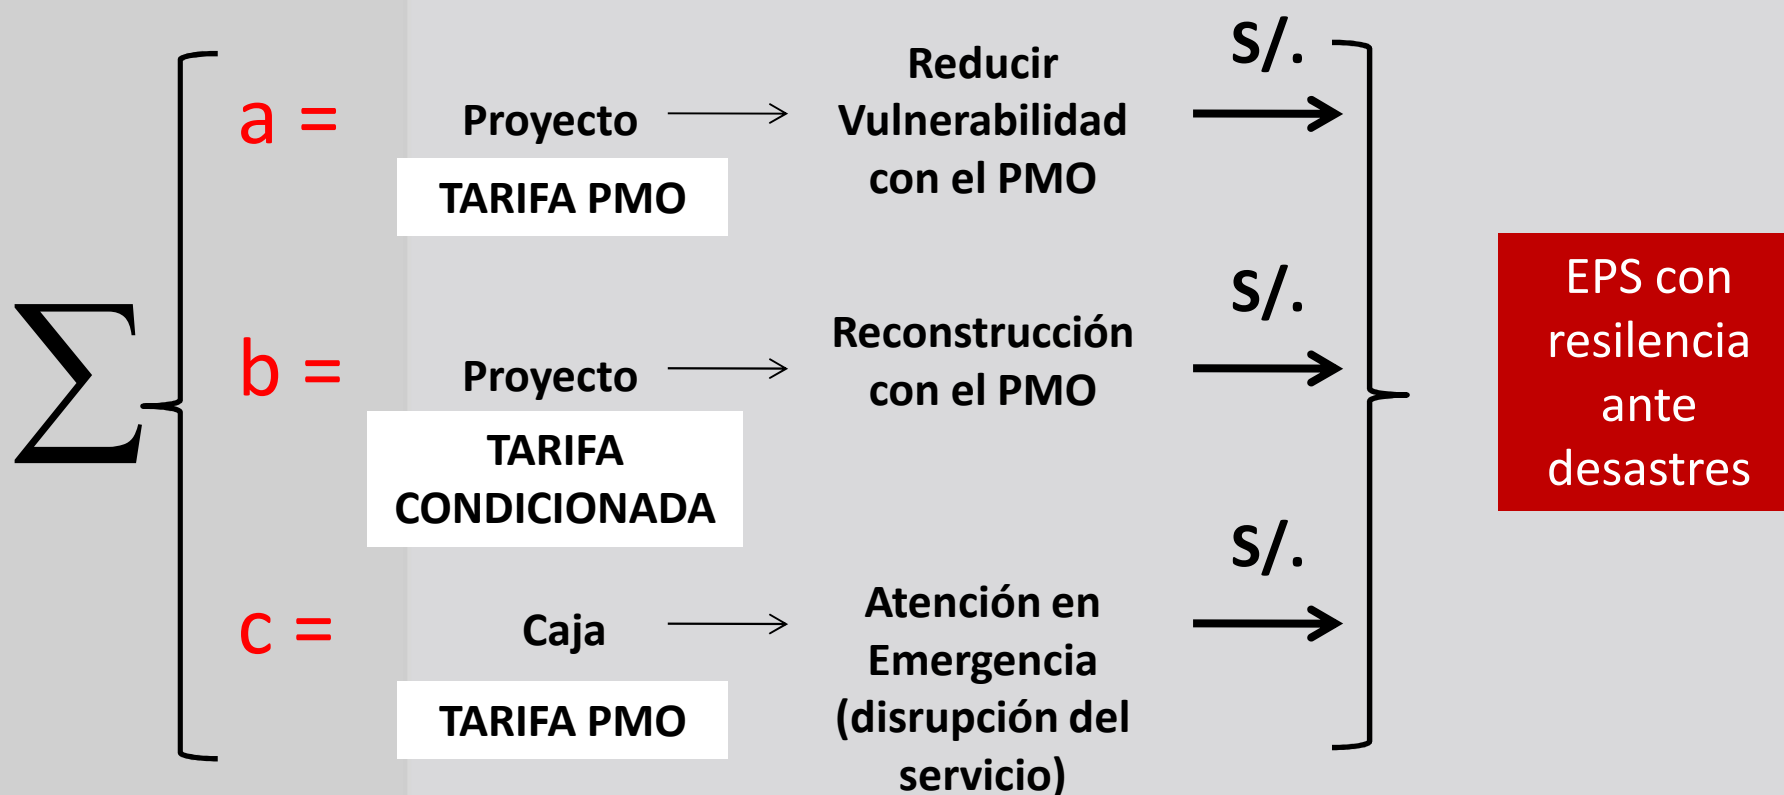 ∑
a =
Proyecto
TARIFA PMO
Reducir
Vulnerabilidad
con el PMO
S/.
b =
Proyecto
TARIFA
CONDICIONADA
Reconstrucción
con el PMO
S/.
c =
Caja
TARIFA PMO
Atención en
Emergencia
(disrupción del
servicio)
S/.
EPS con
resilencia
ante
desastres